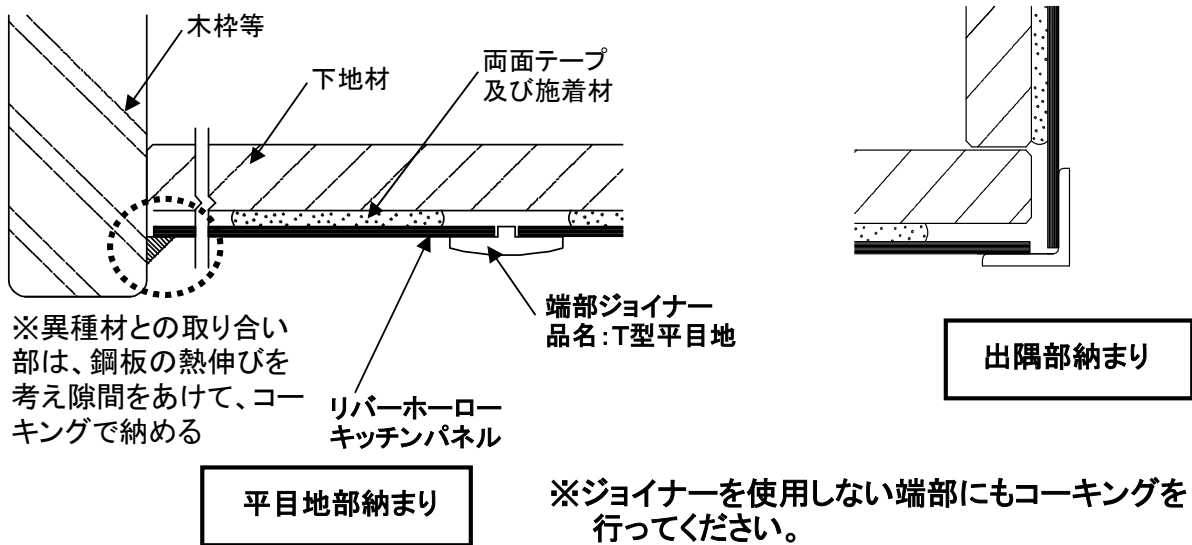 木枠等
下地材
両面テープ
及び施着材
端部ジョイナー
品名：T型平目地
※異種材との取り合い
部は、鋼板の熱伸びを
考え隙間をあけて、コー
キングで納める
リバーホーロー
キッチンパネル
出隅部納まり
平目地部納まり
※ジョイナーを使用しない端部にもコーキングを
行ってください。